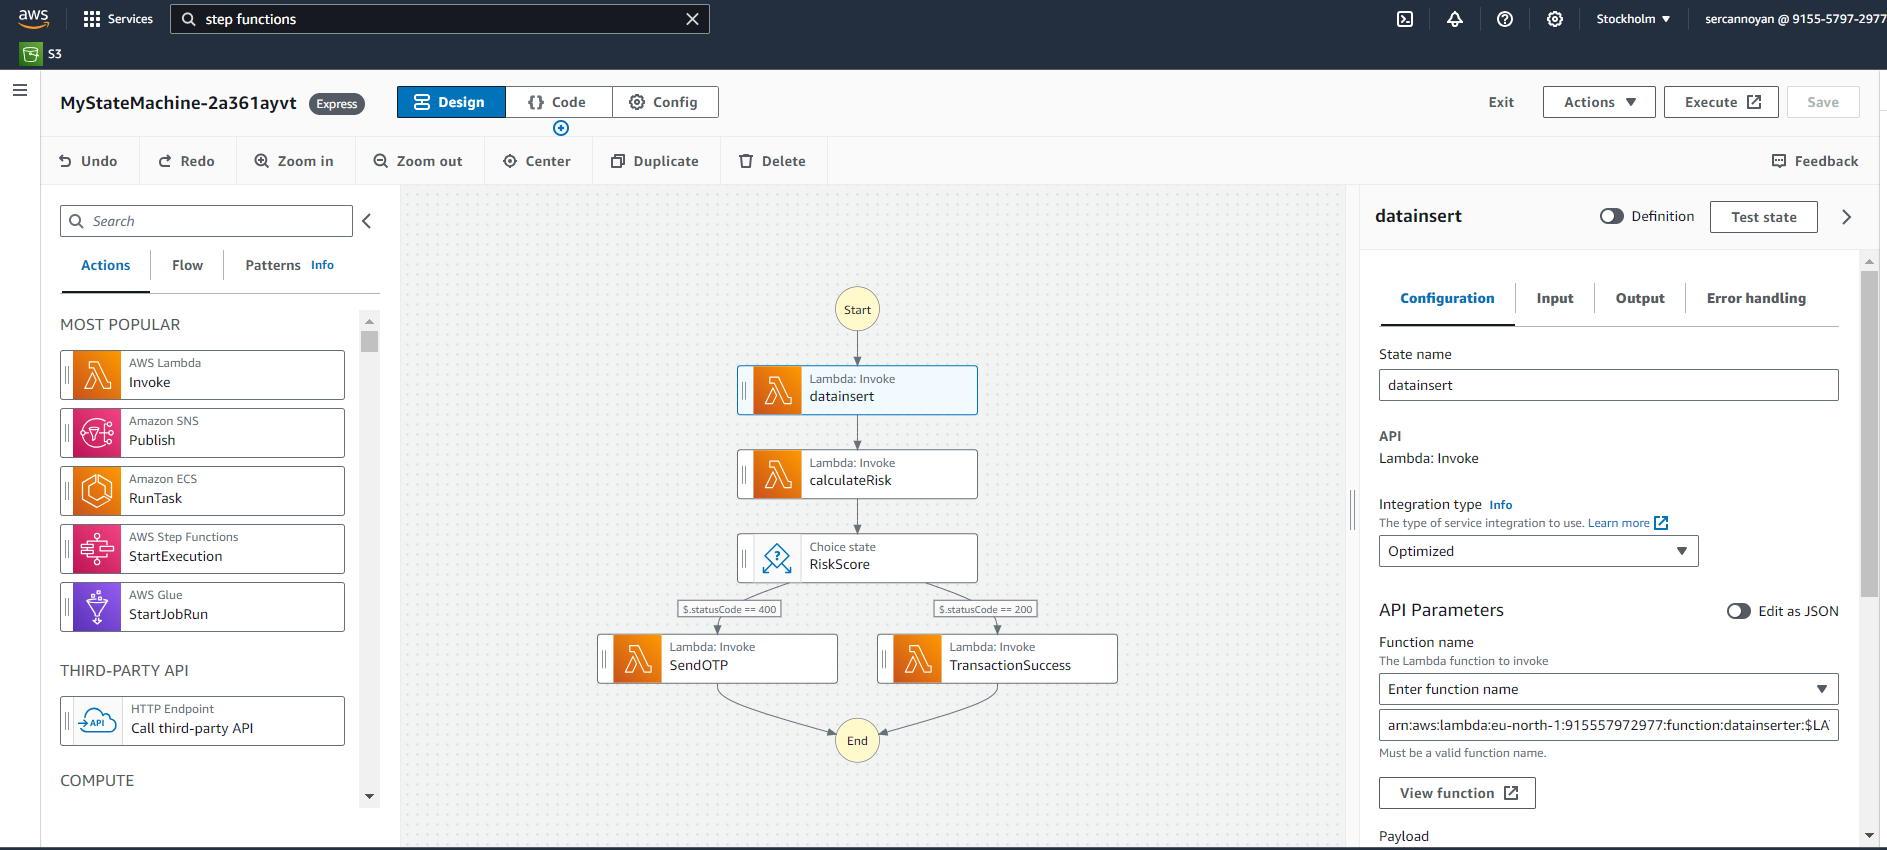 aws
Services
step functions
Stockholm ▼
sercannoyan @ 9155-5797-2977
S3
MyStateMachine-2a361ayvt
Express
Design
{} Code
Config
Exit
Actions ▼
Execute
Save
Undo
Redo
Zoom in
Zoom out
Center
Duplicate
Delete
Feedback
Search
Actions
Flow
Patterns Info
MOST POPULAR
AWS Lambda
Invoke
Amazon SNS
Publish
Amazon ECS
RunTask
AWS Step Functions
StartExecution
AWS Glue
StartJobRun
THIRD-PARTY API
API
HTTP Endpoint
Call third-party API
COMPUTE
Start
Lambda: Invoke
datainsert
Lambda: Invoke
calculateRisk
Choice state
RiskScore
$.statusCode == 400
$.statusCode == 200
Lambda: Invoke
SendOTP
Lambda: Invoke
TransactionSuccess
End
datainsert
Definition
Test state
Configuration
Input
Output
Error handling
State name
datainsert
API
Lambda: Invoke
Integration type Info
The type of service integration to use. Learn more
Optimized
API Parameters
Edit as JSON
Function name
The Lambda function to invoke
Enter function name
arn:aws:lambda:eu-north-1:915557972977:function:datainserter:$LA
Must be a valid function name.
View function
Payload